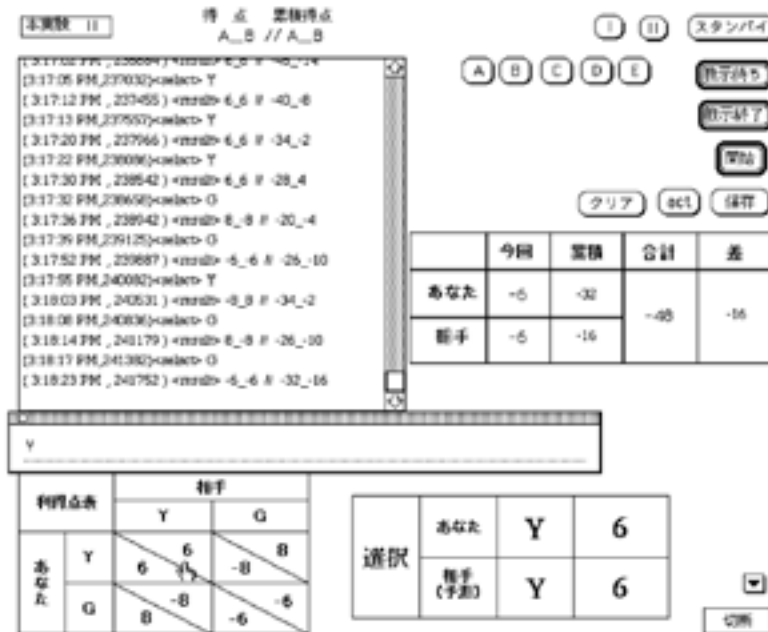 本実験 II
得 点 累積得点
A__B // A__B
I
II
スタンバイ
A
B
C
D
E
教示待ち
教示終了
開始
クリア
act
保存
[3:17:05 PM,237032]<select> Y
[ 3:17:12 PM , 237455 ) <result> 6_6 // -40_-8
[3:17:13 PM,237557]<select> Y
[ 3:17:20 PM , 237966 ) <result> 6_6 // -34_-2
[3:17:22 PM,238086]<select> Y
[ 3:17:30 PM , 238542 ) <result> 6_6 // -28_4
[3:17:32 PM,238658]<select> G
[ 3:17:36 PM , 238942 ) <result> 8_-8 // -20_-4
[3:17:39 PM,239125]<select> G
[ 3:17:52 PM , 239887 ) <result> -6_-6 // -26_-10
[3:17:55 PM,240082]<select> Y
[ 3:18:03 PM , 240531 ) <result> -8_8 // -34_-2
[3:18:08 PM,240836]<select> G
[ 3:18:14 PM , 241179 ) <result> 8_-8 // -26_-10
[3:18:17 PM,241382]<select> G
[ 3:18:23 PM , 241752 ) <result> -6_-6 // -32_-16
今回 累積 合計 差
あなた -6 -32 -48 -16
相手 -6 -16
Y
利得点表 相手
Y G
あなた
Y 6 6 -8 8
G 8 -8 -6 -6
選択
あなた Y 6
相手 (予測) Y 6
切断